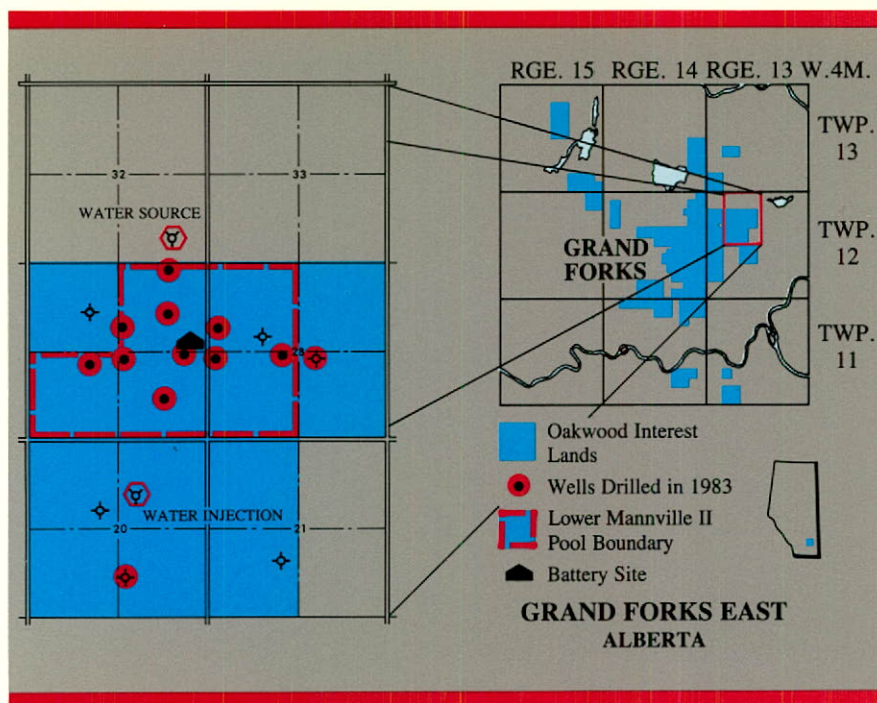 RGE. 15 RGE. 14 RGE. 13 W.4M.
TWP.
13
TWP.
12
TWP.
11
GRAND
FORKS
32
33
WATER SOURCE
28
20
21
WATER INJECTION
Oakwood Interest
Lands
Wells Drilled in 1983
Lower Mannville II
Pool Boundary
Battery Site
GRAND FORKS EAST
ALBERTA